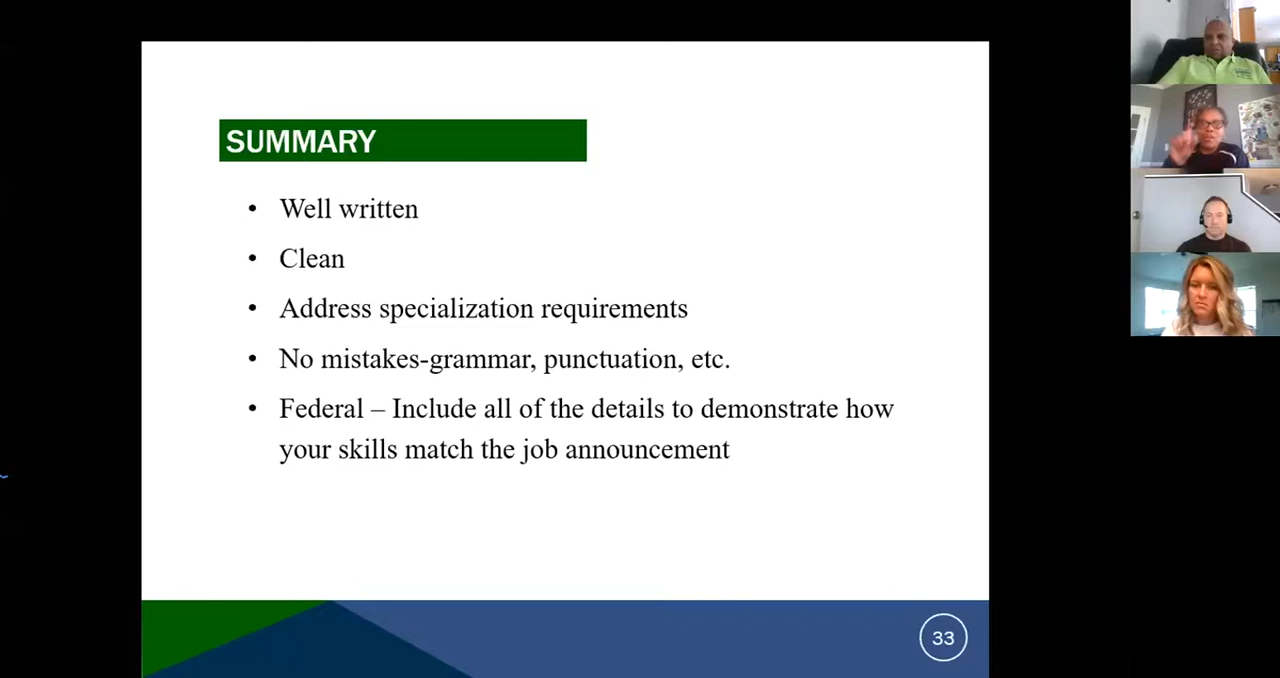 SUMMARY
• Well written
• Clean
• Address specialization requirements
• No mistakes-grammar, punctuation, etc.
• Federal – Include all of the details to demonstrate how
your skills match the job announcement
33